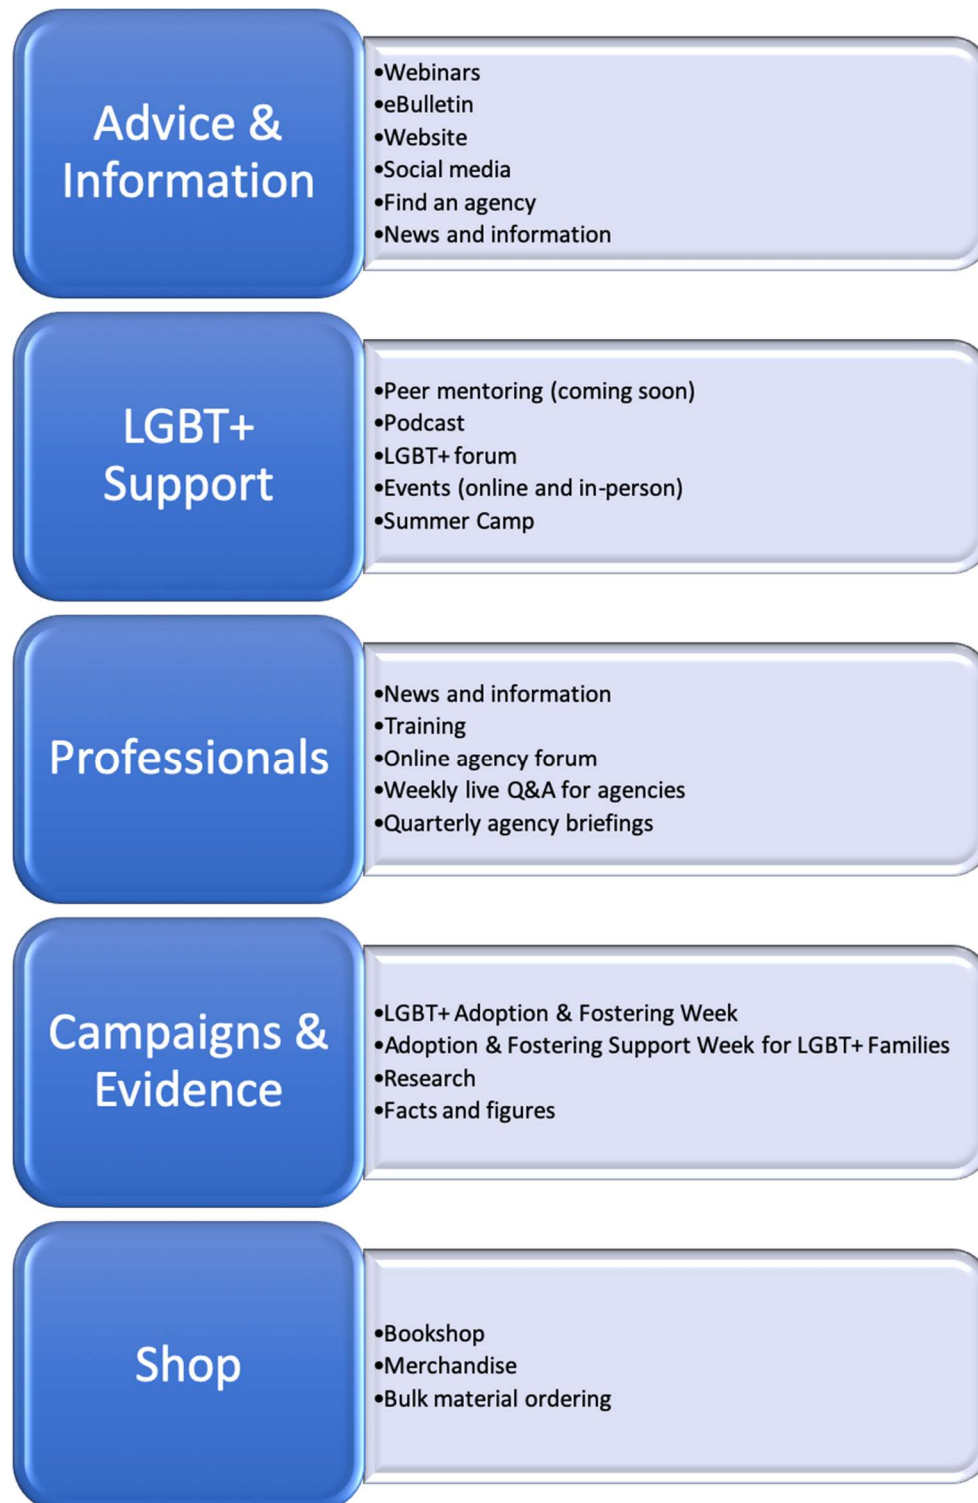 Advice &
Information
•Webinars
•eBulletin
•Website
•Social media
•Find an agency
•News and information
LGBT+
Support
•Peer mentoring (coming soon)
•Podcast
•LGBT+ forum
•Events (online and in-person)
•Summer Camp
Professionals
•News and information
•Training
•Online agency forum
•Weekly live Q&A for agencies
•Quarterly agency briefings
Campaigns &
Evidence
•LGBT+ Adoption & Fostering Week
•Adoption & Fostering Support Week for LGBT+ Families
•Research
•Facts and figures
Shop
•Bookshop
•Merchandise
•Bulk material ordering